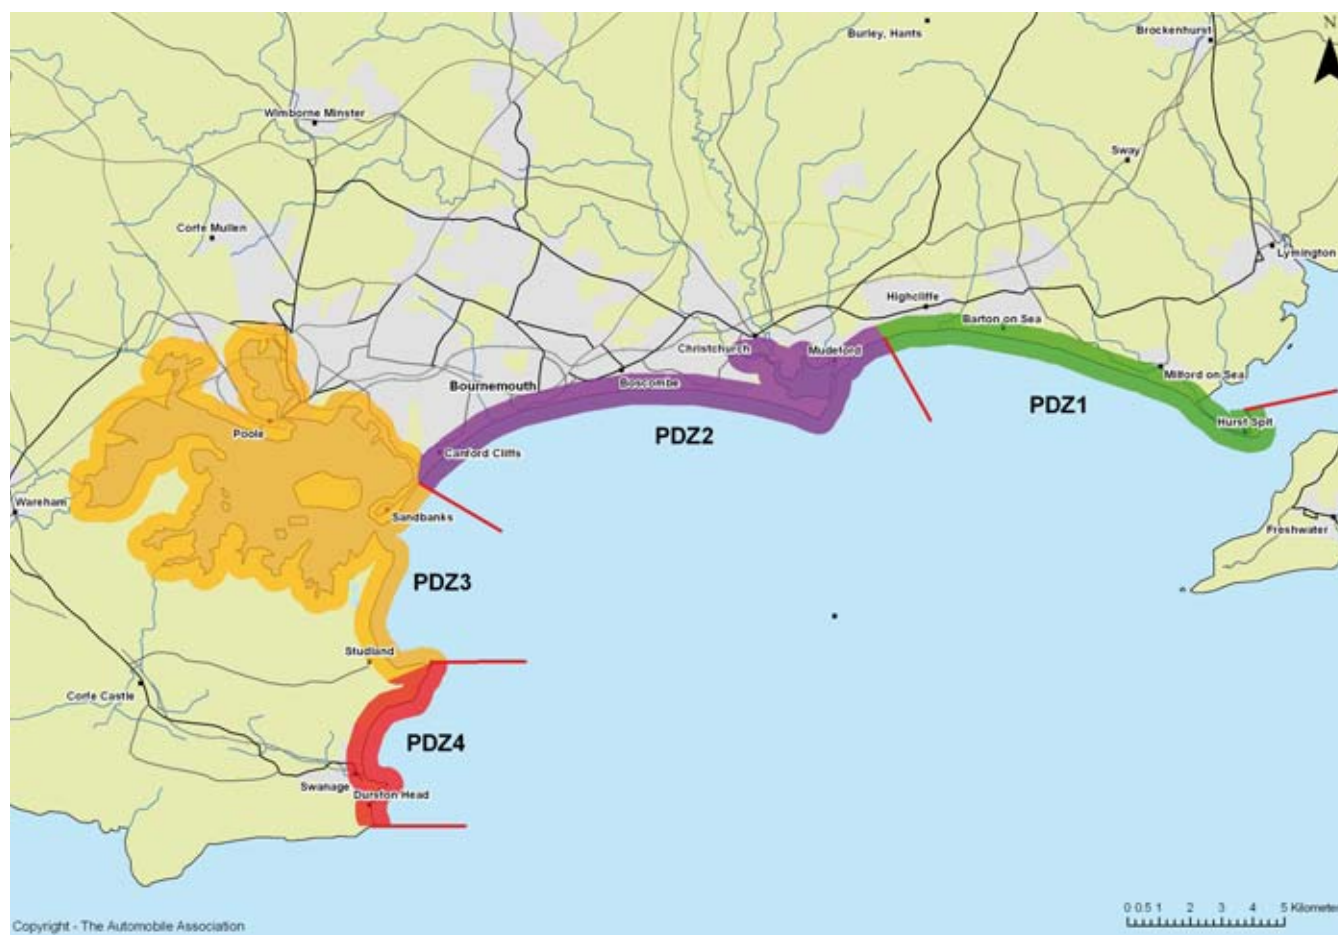 N
Burley, Hants
Brockenhurst
Wimborne Minster
Sway
Corfe Mullen
Lymington
Highcliffe
Barton on Sea
Christchurch
Mudeford
Milford on Sea
Boscombe
Bournemouth
PDZ1
Hurst Spit
PDZ2
Poole
Canford Cliffs
Wareham
Sandbanks
Freshwater
PDZ3
Studland
Corfe Castle
PDZ4
Swanage
Durlston Head
0 0.5 1 2 3 4 5 Kilometer
Copyright - The Automobile Association